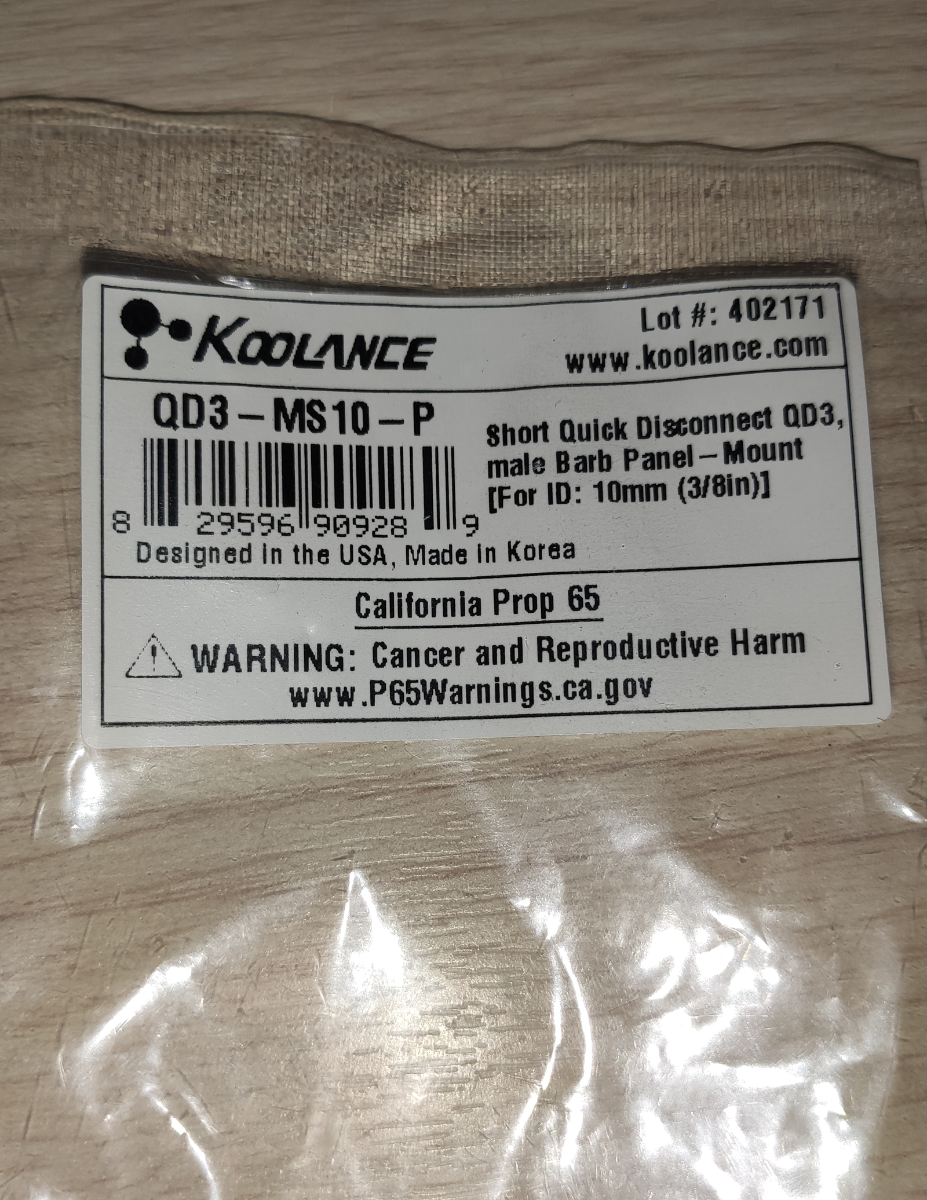 KOOLANCE
Lot #: 402171
www.koolance.com
QD3-MS10-P
Short Quick Disconnect QD3,
male Barb Panel-Mount
[For ID: 10mm (3/8in)]
8 29596 90928 9
Designed in the USA, Made in Korea
California Prop 65
! WARNING: Cancer and Reproductive Harm
www.P65Warnings.ca.gov